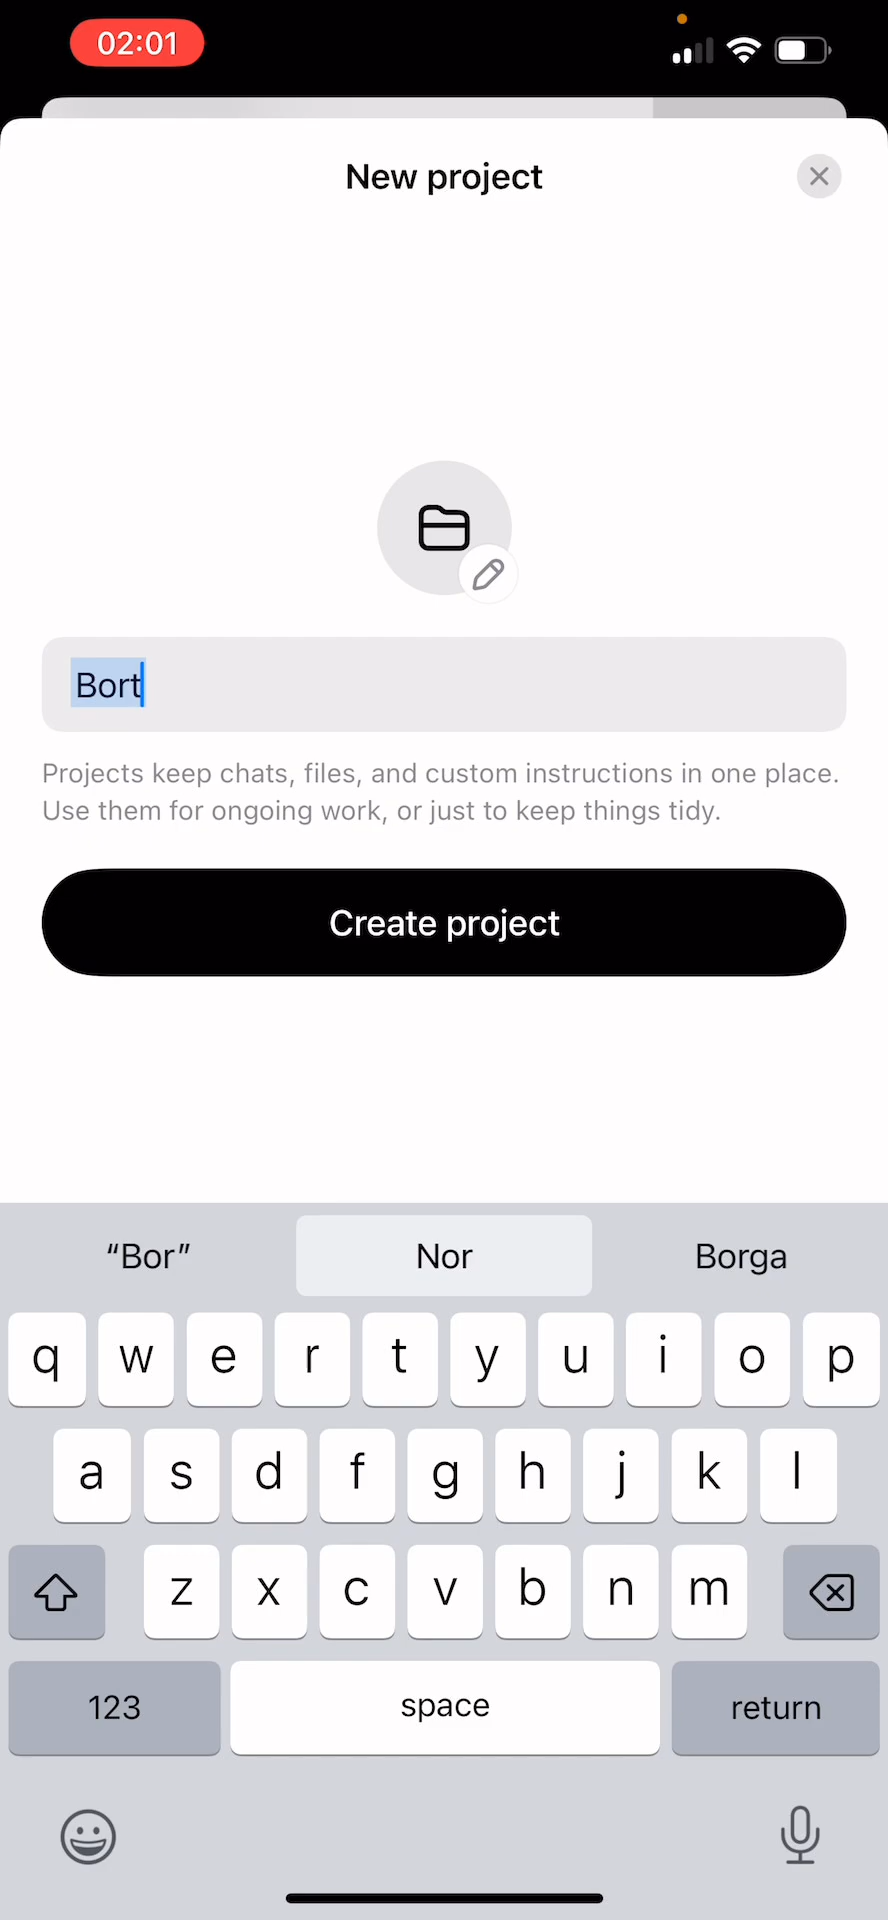 02:01
New project
Bort
Projects keep chats, files, and custom instructions in one place.
Use them for ongoing work, or just to keep things tidy.
Create project
“Bor” Nor Borga
q w e r t y u i o p
a s d f g h j k l
z x c v b n m
123 space return